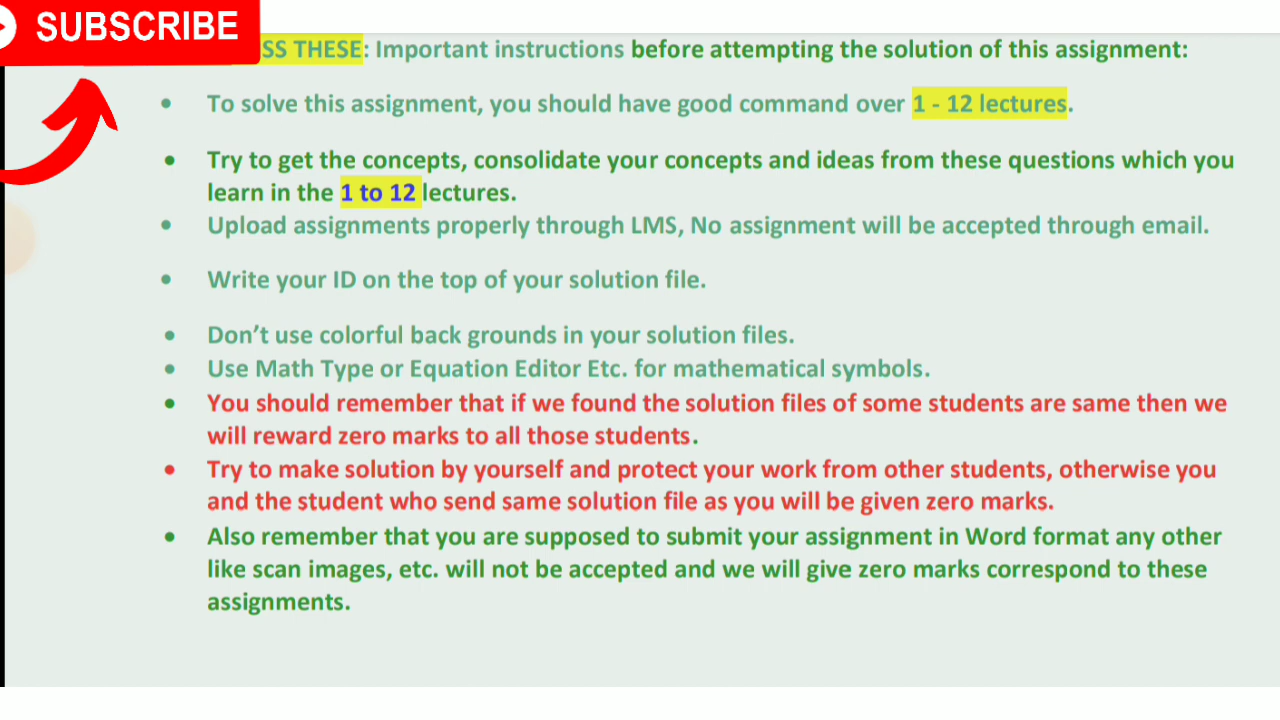 SUBSCRIBE
SS THESE: Important instructions before attempting the solution of this assignment:
• To solve this assignment, you should have good command over 1 - 12 lectures.
• Try to get the concepts, consolidate your concepts and ideas from these questions which you
learn in the 1 to 12 lectures.
• Upload assignments properly through LMS, No assignment will be accepted through email.
• Write your ID on the top of your solution file.
• Don’t use colorful back grounds in your solution files.
• Use Math Type or Equation Editor Etc. for mathematical symbols.
• You should remember that if we found the solution files of some students are same then we
will reward zero marks to all those students.
• Try to make solution by yourself and protect your work from other students, otherwise you
and the student who send same solution file as you will be given zero marks.
• Also remember that you are supposed to submit your assignment in Word format any other
like scan images, etc. will not be accepted and we will give zero marks correspond to these
assignments.